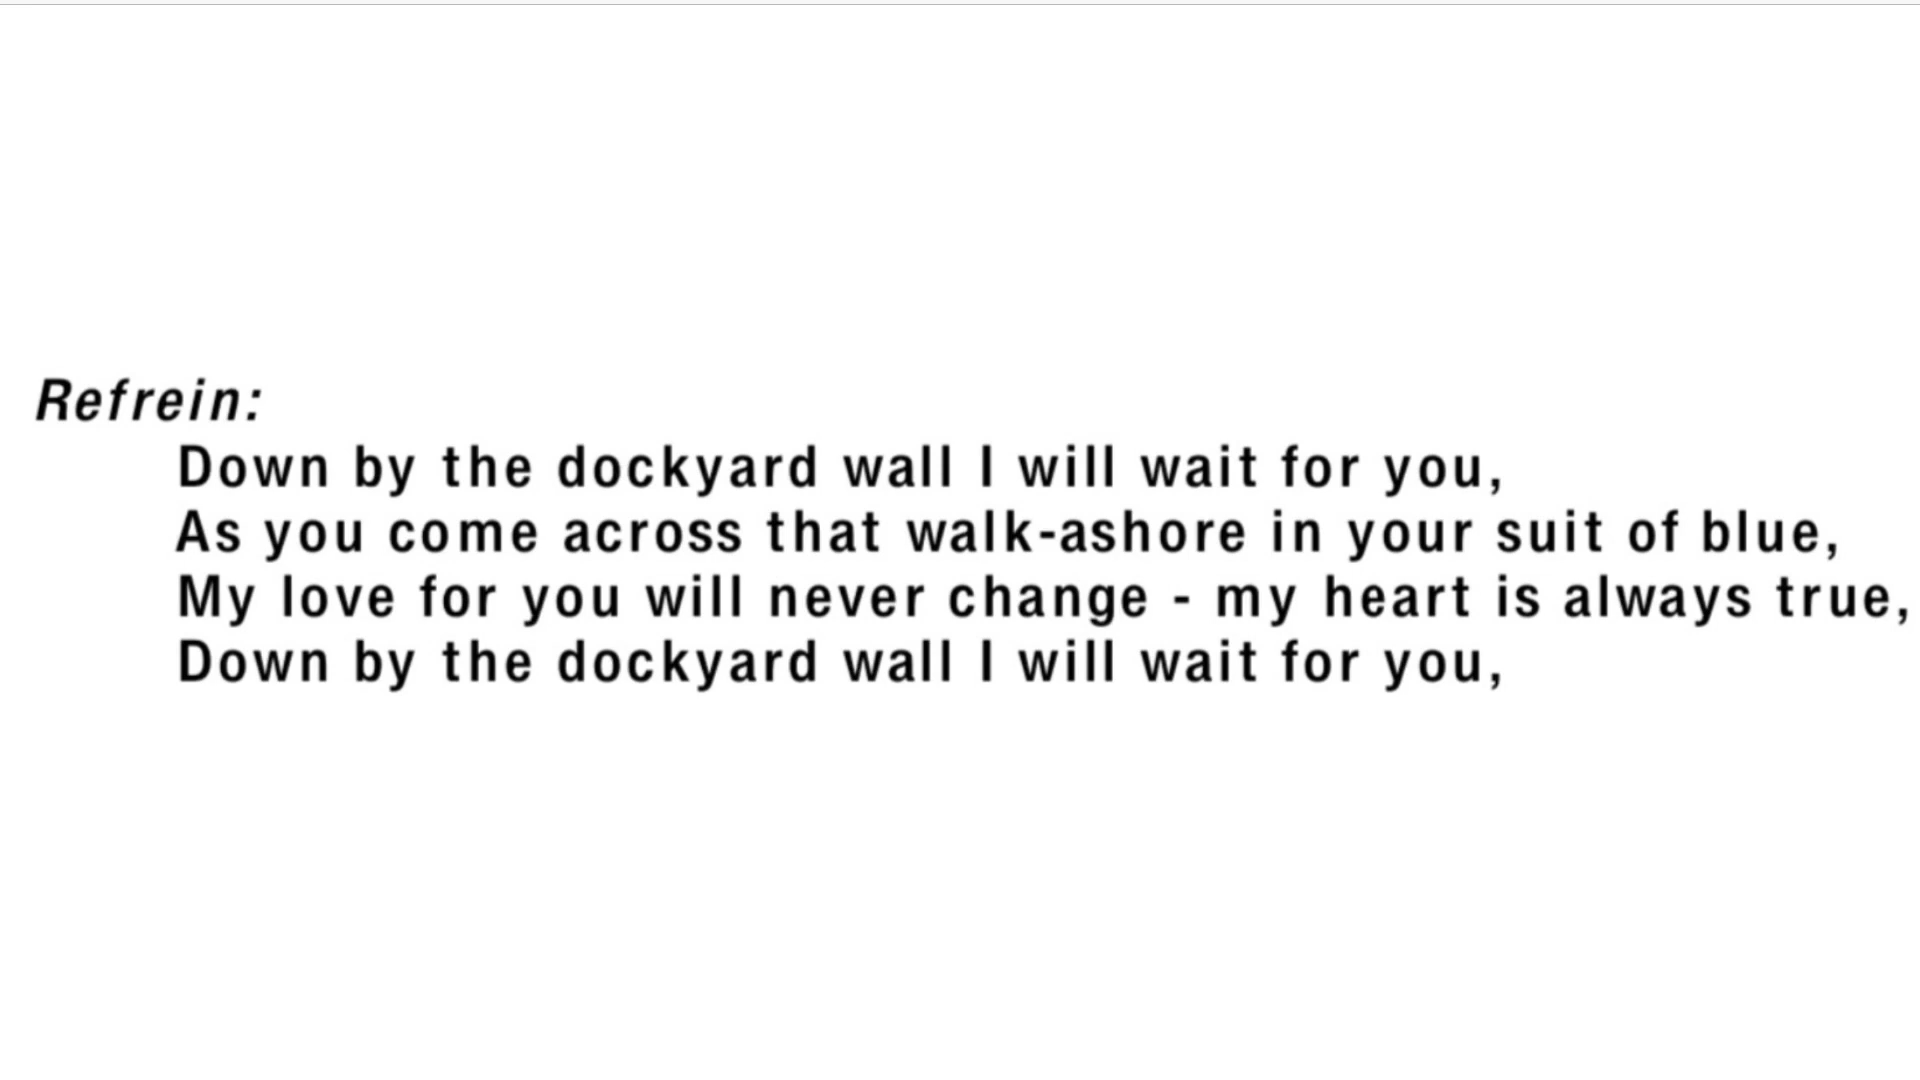 Refrein:
Down by the dockyard wall I will wait for you,
As you come across that walk-ashore in your suit of blue,
My love for you will never change - my heart is always true,
Down by the dockyard wall I will wait for you,